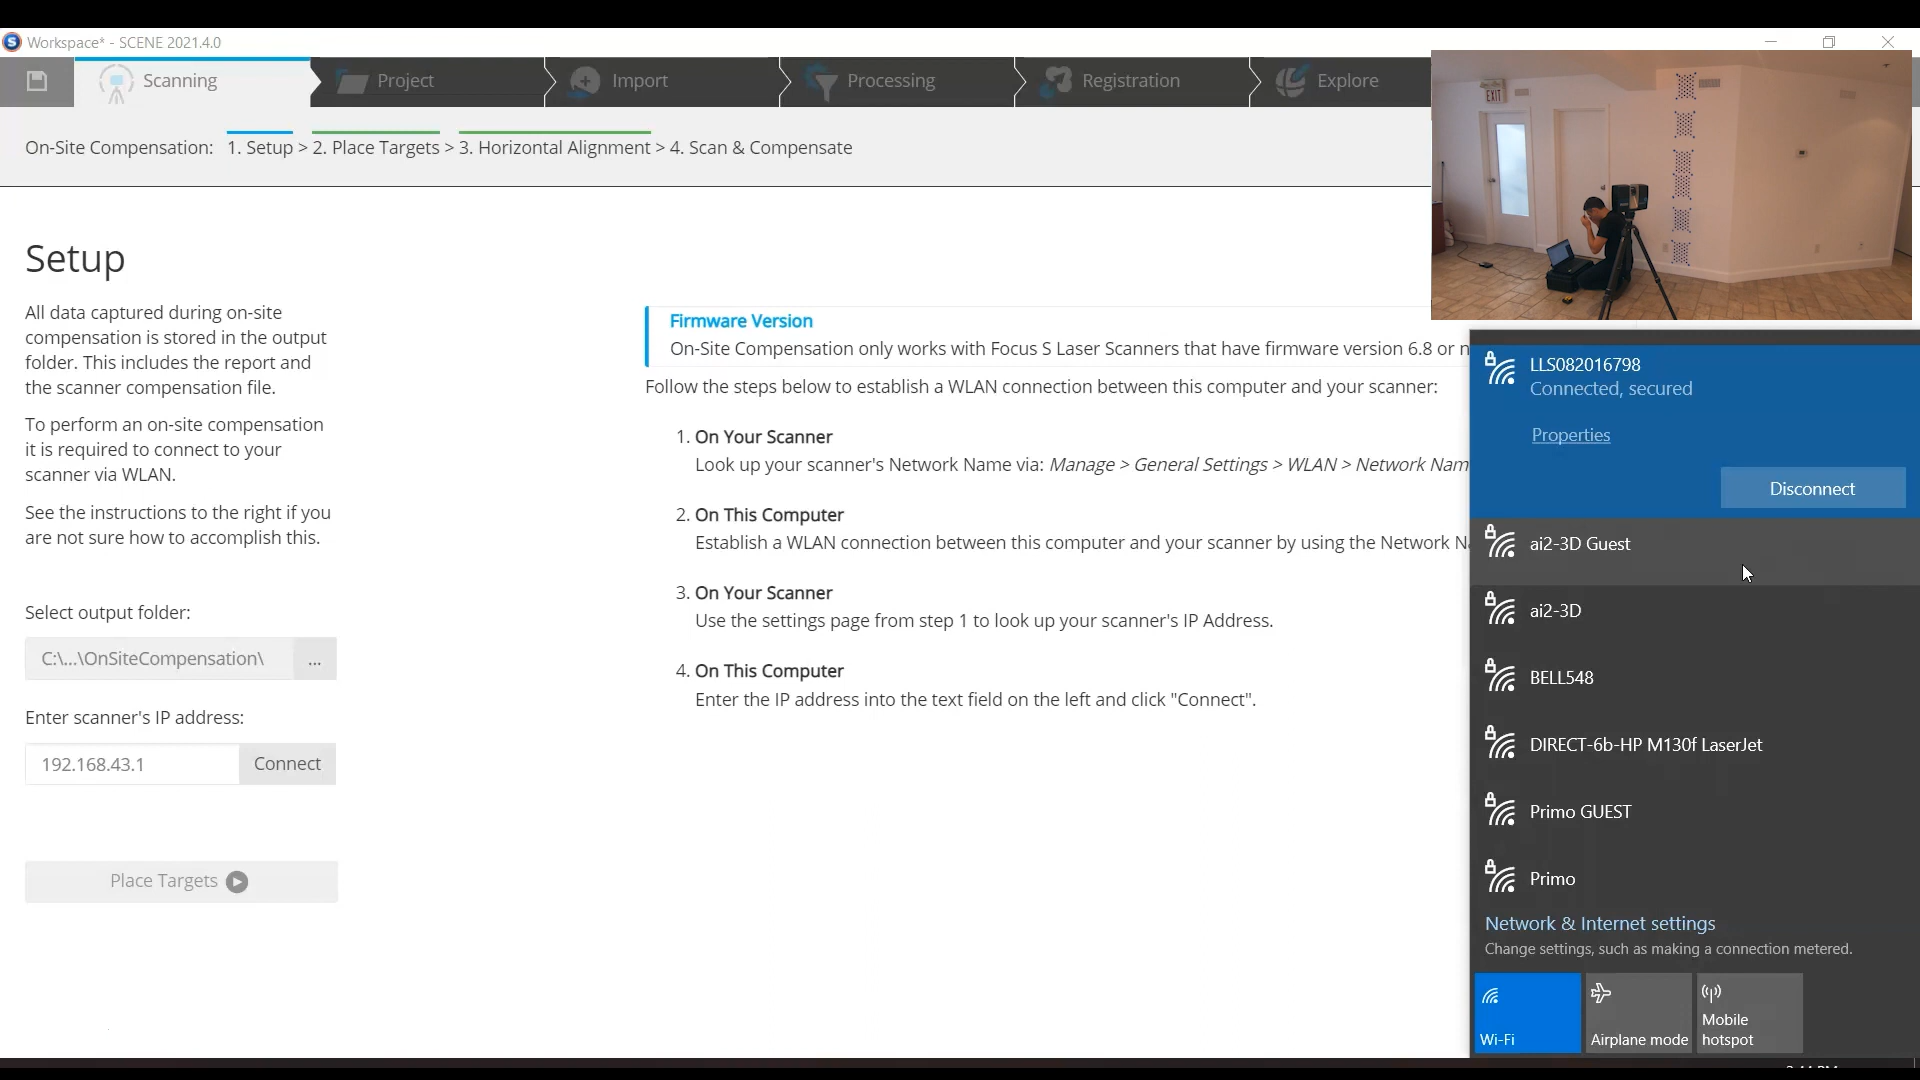 Workspace* - SCENE 2021.4.0
Scanning
Project
Import
Processing
Registration
Explore
On-Site Compensation: 1. Setup > 2. Place Targets > 3. Horizontal Alignment > 4. Scan & Compensate
EXIT
Setup
All data captured during on-site
compensation is stored in the output
folder. This includes the report and
the scanner compensation file.
To perform an on-site compensation
it is required to connect to your
scanner via WLAN.
See the instructions to the right if you
are not sure how to accomplish this.
Select output folder:
C:\...\OnSiteCompensation\ ...
Enter scanner's IP address:
192.168.43.1 Connect
Place Targets
Firmware Version
On-Site Compensation only works with Focus S Laser Scanners that have firmware version 6.8 or
Follow the steps below to establish a WLAN connection between this computer and your scanner:
1. On Your Scanner
Look up your scanner's Network Name via: Manage > General Settings > WLAN > Network Nam
2. On This Computer
Establish a WLAN connection between this computer and your scanner by using the Network
3. On Your Scanner
Use the settings page from step 1 to look up your scanner's IP Address.
4. On This Computer
Enter the IP address into the text field on the left and click "Connect".
LLS082016798
Connected, secured
Properties
Disconnect
ai2-3D Guest
ai2-3D
BELL548
DIRECT-6b-HP M130f LaserJet
Primo GUEST
Primo
Network & Internet settings
Change settings, such as making a connection metered.
Wi-Fi
Airplane mode
Mobile
hotspot